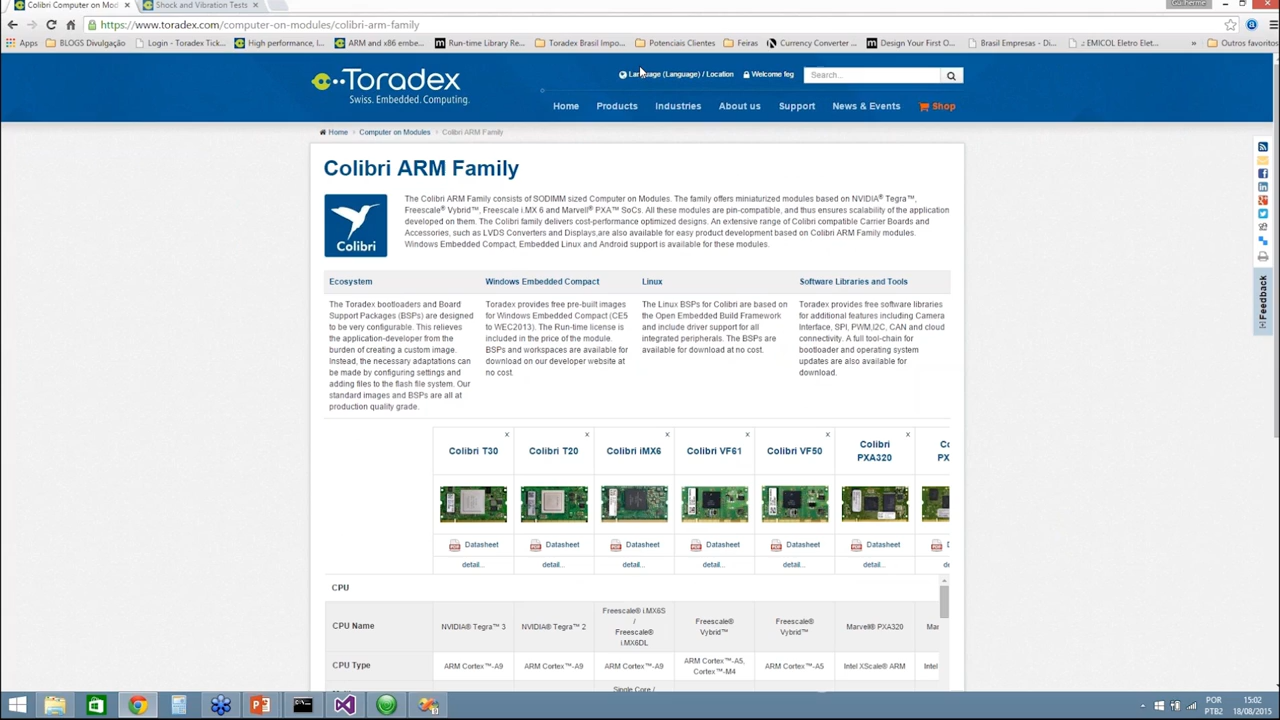 Colibri Computer on Mod
Shock and Vibration Tests
Guilherme
https://www.toradex.com/computer-on-modules/colibri-arm-family
Apps
BLOGS Divulgação
Login - Toradex Tick...
High performance, l...
ARM and x86 embe...
Run-time Library Re...
Toradex Brasil Impo...
Potenciais Clientes
Feiras
Currency Converter ...
Design Your First O...
Brasil Empresas - Di...
.: EMICOL Eletro Elet...
»
Outros favoritos
Toradex
Swiss. Embedded. Computing.
Language (Language) / Location
Welcome feg
Search...
Home
Products
Industries
About us
Support
News & Events
Shop
Home › Computer on Modules › Colibri ARM Family
Colibri ARM Family
Colibri
The Colibri ARM Family consists of SODIMM sized Computer on Modules. The family offers miniaturized modules based on NVIDIA® Tegra™,
Freescale® Vybrid™, Freescale i.MX 6 and Marvell® PXA™ SoCs. All these modules are pin-compatible, and thus ensures scalability of the application
developed on them. The Colibri family delivers cost-performance optimized designs. An extensive range of Colibri compatible Carrier Boards and
Accessories, such as LVDS Converters and Displays,are also available for easy product development based on Colibri ARM Family modules.
Windows Embedded Compact, Embedded Linux and Android support is available for these modules.
Ecosystem
The Toradex bootloaders and Board
Support Packages (BSPs) are designed
to be very configurable. This relieves
the application-developer from the
burden of creating a custom image.
Instead, the necessary adaptations can
be made by configuring settings and
adding files to the flash file system. Our
standard images and BSPs are all at
production quality grade.
Windows Embedded Compact
Toradex provides free pre-built images
for Windows Embedded Compact (CE5
to WEC2013). The Run-time license is
included in the price of the module.
BSPs and workspaces are available for
download on our developer website at
no cost.
Linux
The Linux BSPs for Colibri are based on
the Open Embedded Build Framework
and include driver support for all
integrated peripherals. The BSPs are
available for download at no cost.
Software Libraries and Tools
Toradex provides free software libraries
for additional features including Camera
Interface, SPI, PWM,I2C, CAN and cloud
connectivity. A full tool-chain for
bootloader and operating system
updates are also available for
download.
x x x x x x
Colibri T30
Colibri T20
Colibri iMX6
Colibri VF61
Colibri VF50
Colibri
PXA320
Datasheet Datasheet Datasheet Datasheet Datasheet Datasheet
detail... detail... detail... detail... detail... detail...
CPU
CPU Name
NVIDIA® Tegra™ 3
NVIDIA® Tegra™ 2
Freescale® i.MX6S
/
Freescale®
i.MX6DL
Freescale®
Vybrid™
Freescale®
Vybrid™
Marvell® PXA320
CPU Type
ARM Cortex™-A9
ARM Cortex™-A9
ARM Cortex™-A9
ARM Cortex™-A5,
Cortex™-M4
ARM Cortex™-A5
Intel XScale® ARM
Intel
Single Core /
Feedback
POR
PTB2
15:02
18/08/2015